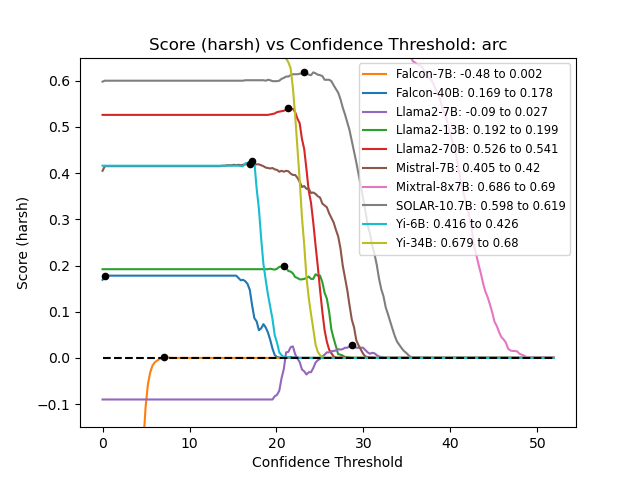 Score (harsh) vs Confidence Threshold: arc
Falcon-7B: -0.48 to 0.002
Falcon-40B: 0.169 to 0.178
Llama2-7B: -0.09 to 0.027
Llama2-13B: 0.192 to 0.199
Llama2-70B: 0.526 to 0.541
Mistral-7B: 0.405 to 0.42
Mixtral-8x7B: 0.686 to 0.69
SOLAR-10.7B: 0.598 to 0.619
Yi-6B: 0.416 to 0.426
Yi-34B: 0.679 to 0.68
Score (harsh)
0.6
0.5
0.4
0.3
0.2
0.1
0.0
−0.1
0 10 20 30 40 50
Confidence Threshold